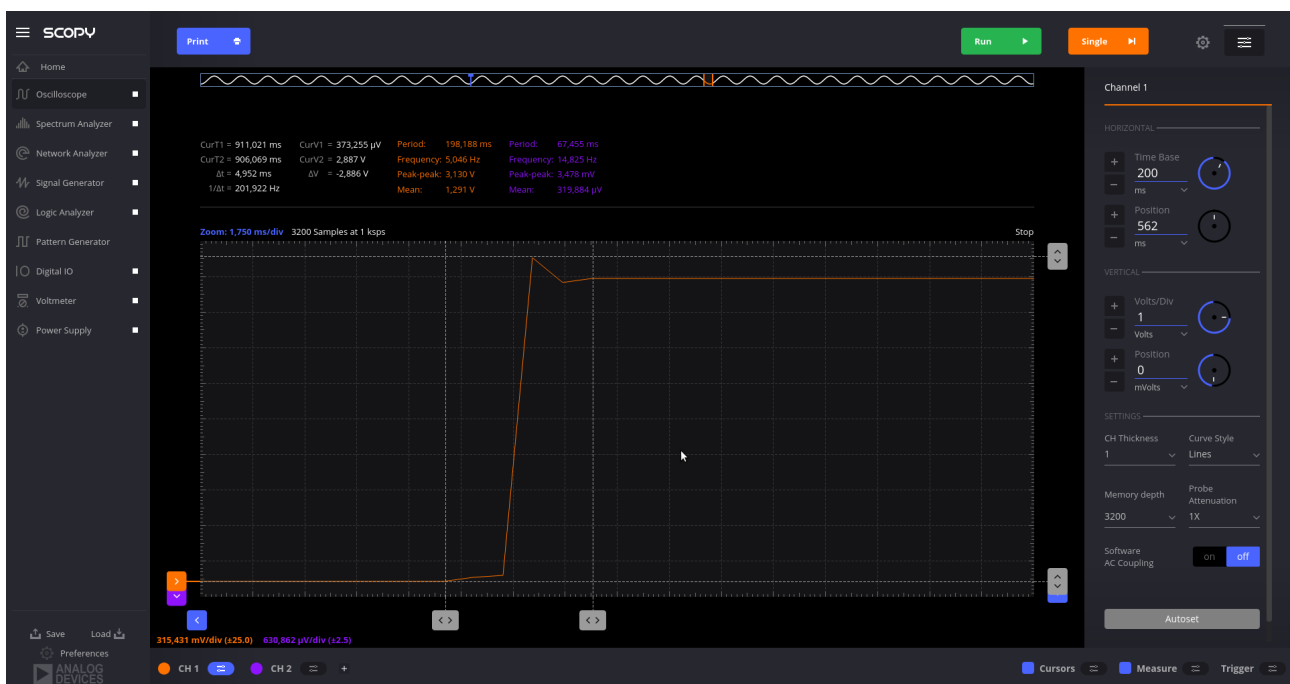 SCOPY
Print
Run
Single
Home
Oscilloscope
Spectrum Analyzer
Network Analyzer
Signal Generator
Logic Analyzer
Pattern Generator
Digital IO
Voltmeter
Power Supply
Save Load
Preferences
ANALOG
DEVICES
CurT1 = 911,021 ms CurV1 = 373,255 µV Period: 198,188 ms Period: 67,455 ms
CurT2 = 906,069 ms CurV2 = 2,887 V Frequency: 5,046 Hz Frequency: 14,825 Hz
Δt = 4,952 ms ΔV = -2,886 V Peak-peak: 3,130 V Peak-peak: 3,478 mV
1/Δt = 201,922 Hz Mean: 1,291 V Mean: 319,884 µV
Zoom: 1,750 ms/div 3200 Samples at 1 ksps Stop
315,431 mV/div (±25.0) 630,862 µV/div (±2.5)
CH 1 CH 2 + Cursors Measure Trigger
Channel 1
HORIZONTAL
+ Time Base
200
− ms
+ Position
562
− ms
VERTICAL
+ Volts/Div
1
− Volts
+ Position
0
− mVolts
SETTINGS
CH Thickness Curve Style
1 Lines
Memory depth Probe
Attenuation
3200 1X
Software
AC Coupling on off
Autoset